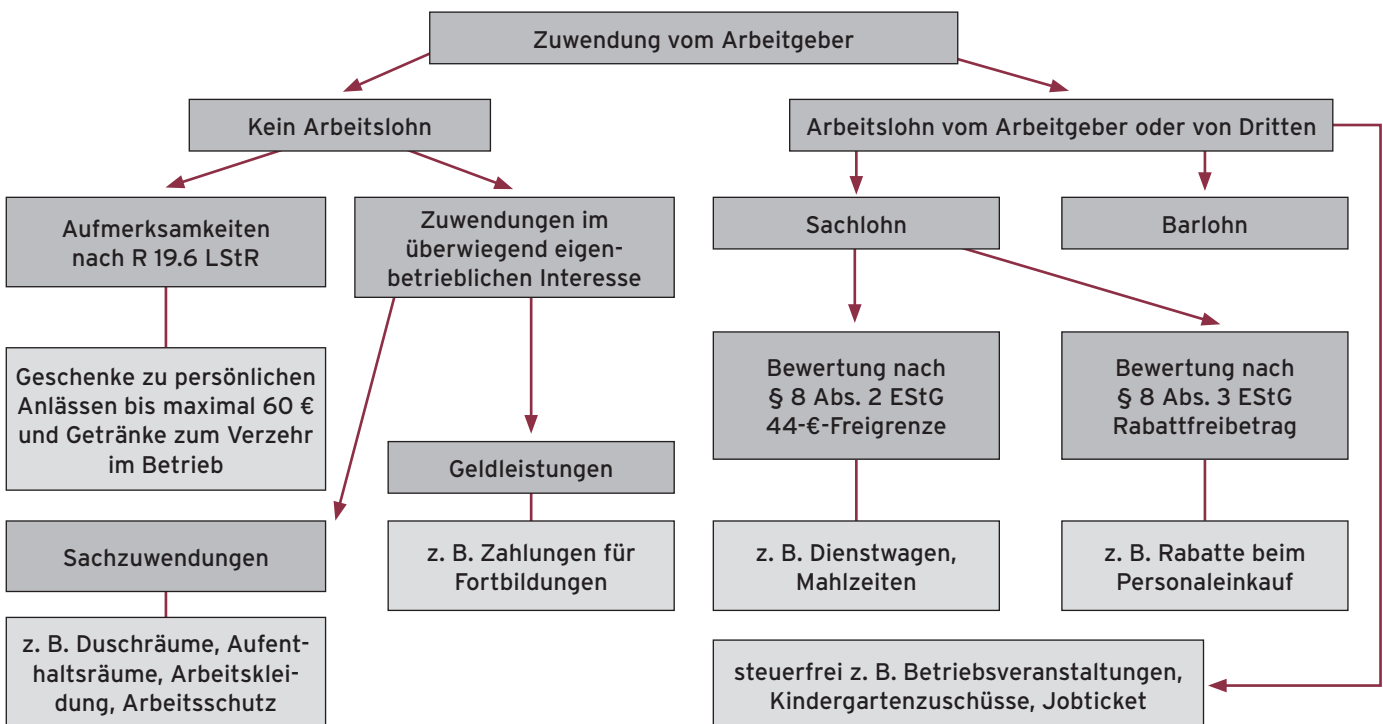 Zuwendung vom Arbeitgeber
Kein Arbeitslohn
Arbeitslohn vom Arbeitgeber oder von Dritten
Aufmerksamkeiten
nach R 19.6 LStR
Zuwendungen im
überwiegend eigen-
betrieblichen Interesse
Sachlohn
Barlohn
Geschenke zu persönlichen
Anlässen bis maximal 60 €
und Getränke zum Verzehr
im Betrieb
Bewertung nach
§ 8 Abs. 2 EStG
44-€-Freigrenze
Bewertung nach
§ 8 Abs. 3 EStG
Rabattfreibetrag
Geldleistungen
Sachzuwendungen
z. B. Zahlungen für
Fortbildungen
z. B. Dienstwagen,
Mahlzeiten
z. B. Rabatte beim
Personaleinkauf
z. B. Duschräume, Aufent-
haltsräume, Arbeitsklei-
dung, Arbeitsschutz
steuerfrei z. B. Betriebsveranstaltungen,
Kindergartenzuschüsse, Jobticket